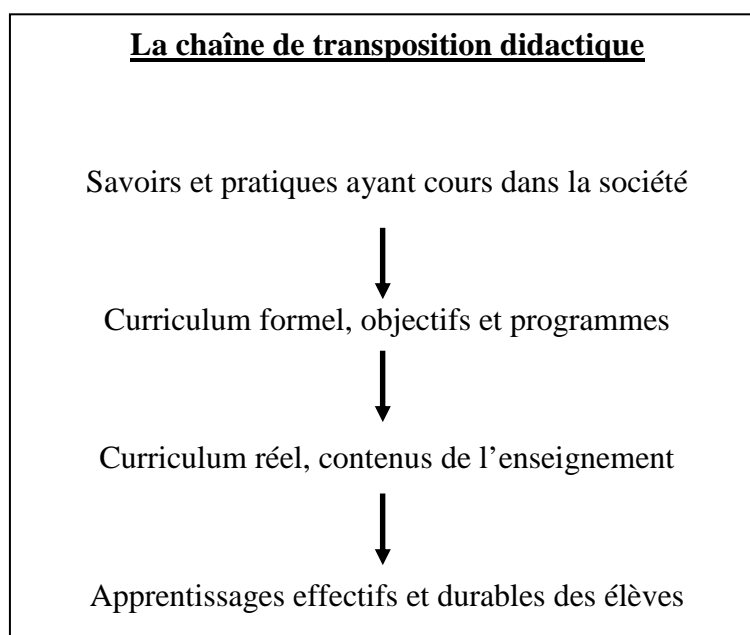 La chaîne de transposition didactique
Savoirs et pratiques ayant cours dans la société
Curriculum formel, objectifs et programmes
Curriculum réel, contenus de l’enseignement
Apprentissages effectifs et durables des élèves